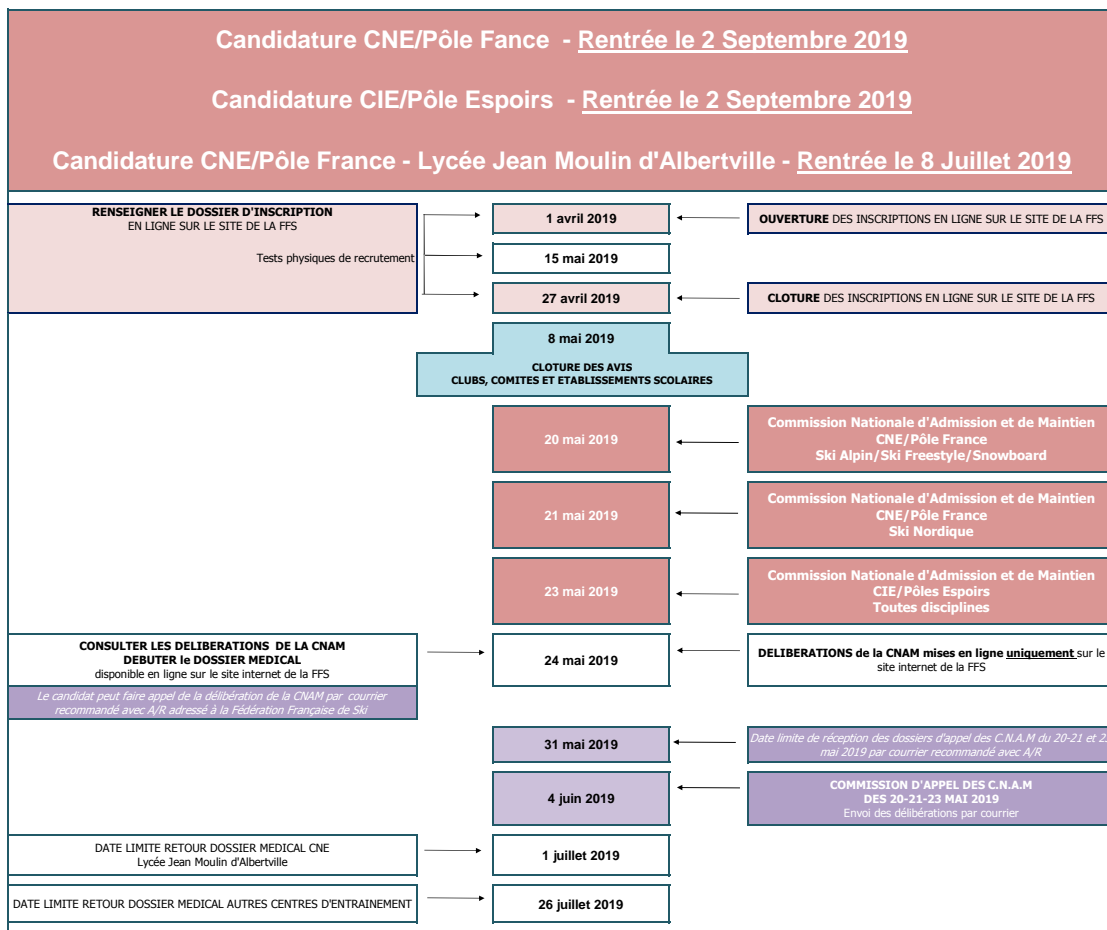 Candidature CNE/Pôle Fance - Rentrée le 2 Septembre 2019
Candidature CIE/Pôle Espoirs - Rentrée le 2 Septembre 2019
Candidature CNE/Pôle France - Lycée Jean Moulin d'Albertville - Rentrée le 8 Juillet 2019
RENSEIGNER LE DOSSIER D'INSCRIPTION
EN LIGNE SUR LE SITE DE LA FFS
1 avril 2019
OUVERTURE DES INSCRIPTIONS EN LIGNE SUR LE SITE DE LA FFS
Tests physiques de recrutement
15 mai 2019
27 avril 2019
CLOTURE DES INSCRIPTIONS EN LIGNE SUR LE SITE DE LA FFS
8 mai 2019
CLOTURE DES AVIS
CLUBS, COMITES ET ETABLISSEMENTS SCOLAIRES
20 mai 2019
Commission Nationale d'Admission et de Maintien
CNE/Pôle France
Ski Alpin/Ski Freestyle/Snowboard
21 mai 2019
Commission Nationale d'Admission et de Maintien
CNE/Pôle France
Ski Nordique
23 mai 2019
Commission Nationale d'Admission et de Maintien
CIE/Pôles Espoirs
Toutes disciplines
CONSULTER LES DELIBERATIONS DE LA CNAM
DEBUTER le DOSSIER MEDICAL
disponible en ligne sur le site internet de la FFS
24 mai 2019
DELIBERATIONS de la CNAM mises en ligne uniquement sur le
site internet de la FFS
Le candidat peut faire appel de la délibération de la CNAM par courrier
recommandé avec A/R adressé à la Fédération Française de Ski
31 mai 2019
Date limite de réception des dossiers d'appel des C.N.A.M du 20-21 et
mai 2019 par courrier recommandé avec A/R
4 juin 2019
COMMISSION D'APPEL DES C.N.A.M
DES 20-21-23 MAI 2019
Envoi des délibérations par courrier
DATE LIMITE RETOUR DOSSIER MEDICAL CNE
Lycée Jean Moulin d'Albertville
1 juillet 2019
DATE LIMITE RETOUR DOSSIER MEDICAL AUTRES CENTRES D'ENTRAINEMENT
26 juillet 2019